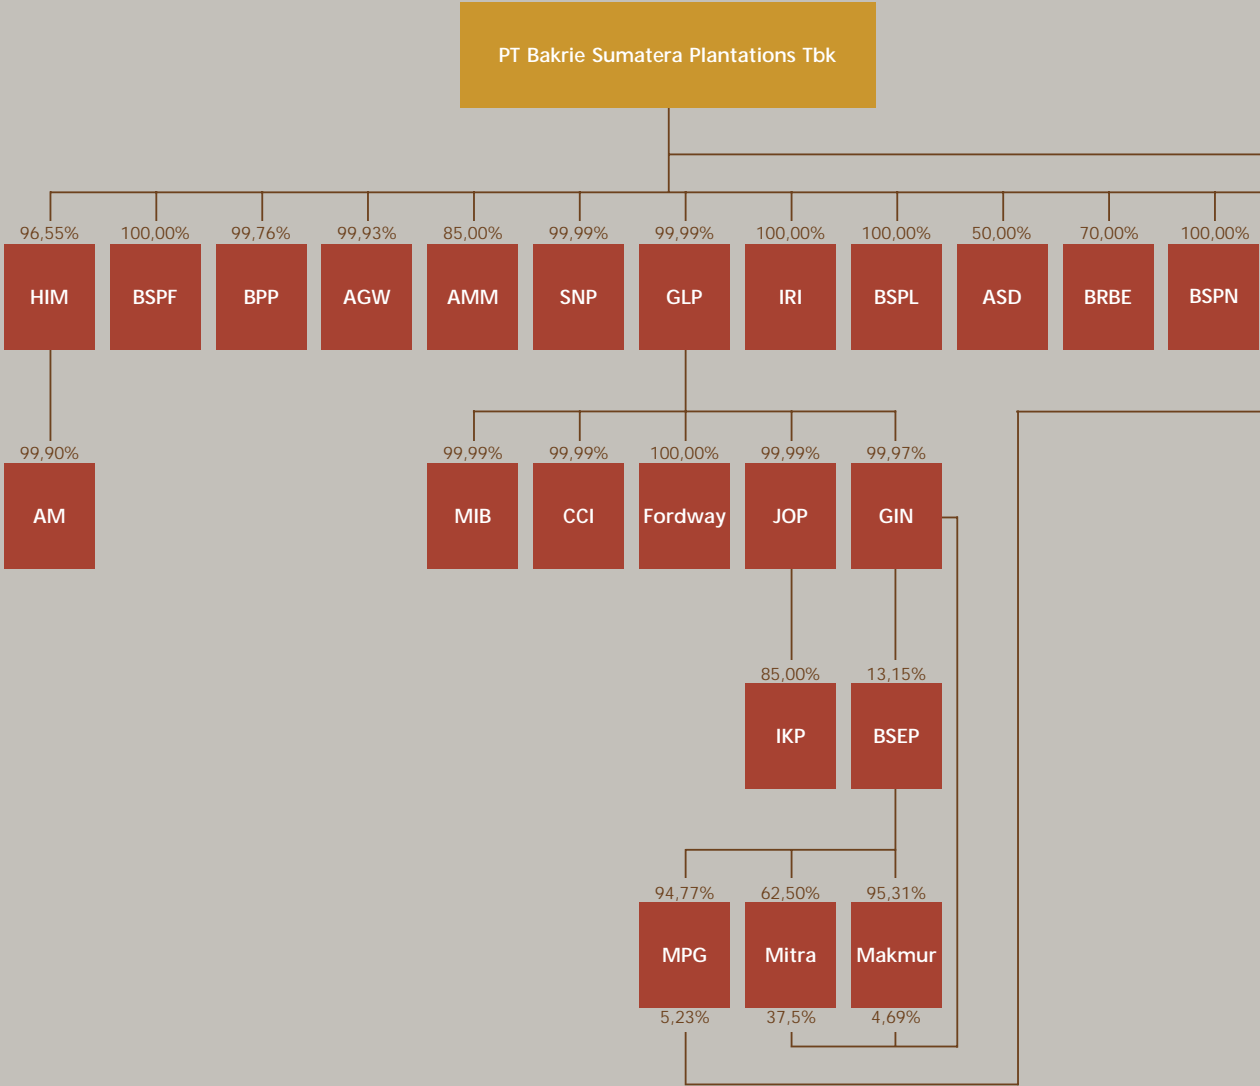 PT Bakrie Sumatera Plantations Tbk
96,55% 100,00% 99,76% 99,93% 85,00% 99,99% 99,99% 100,00% 100,00% 50,00% 70,00% 100,00%
HIM BSPF BPP AGW AMM SNP GLP IRI BSPL ASD BRBE BSPN
99,90% 99,99% 99,99% 100,00% 99,99% 99,97%
AM MIB CCI Fordway JOP GIN
85,00% 13,15%
IKP BSEP
94,77% 62,50% 95,31%
MPG Mitra Makmur
5,23% 37,5% 4,69%